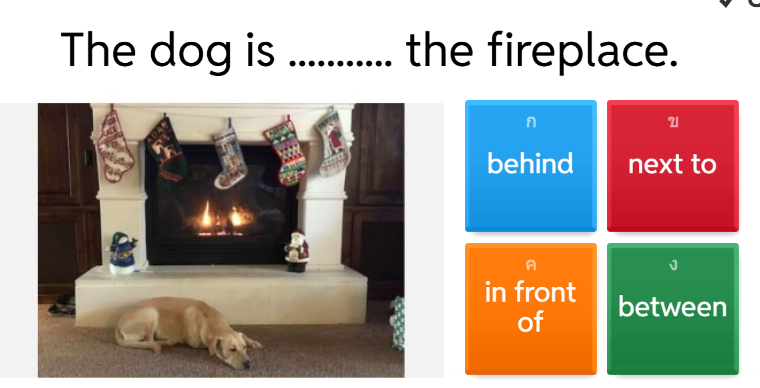 The dog is ........... the fireplace.
ก
behind
ข
next to
ค
in front
of
ง
between